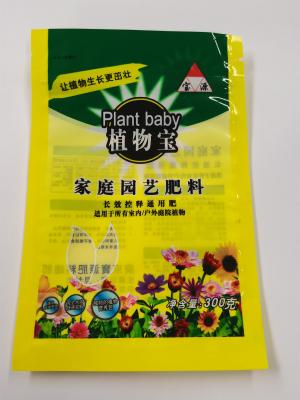 让植物生长更茁壮
富源
Plant baby
植物宝
家庭园艺肥料
长效控释通用肥
适用于所有室内/户外庭院植物
净含量:300克